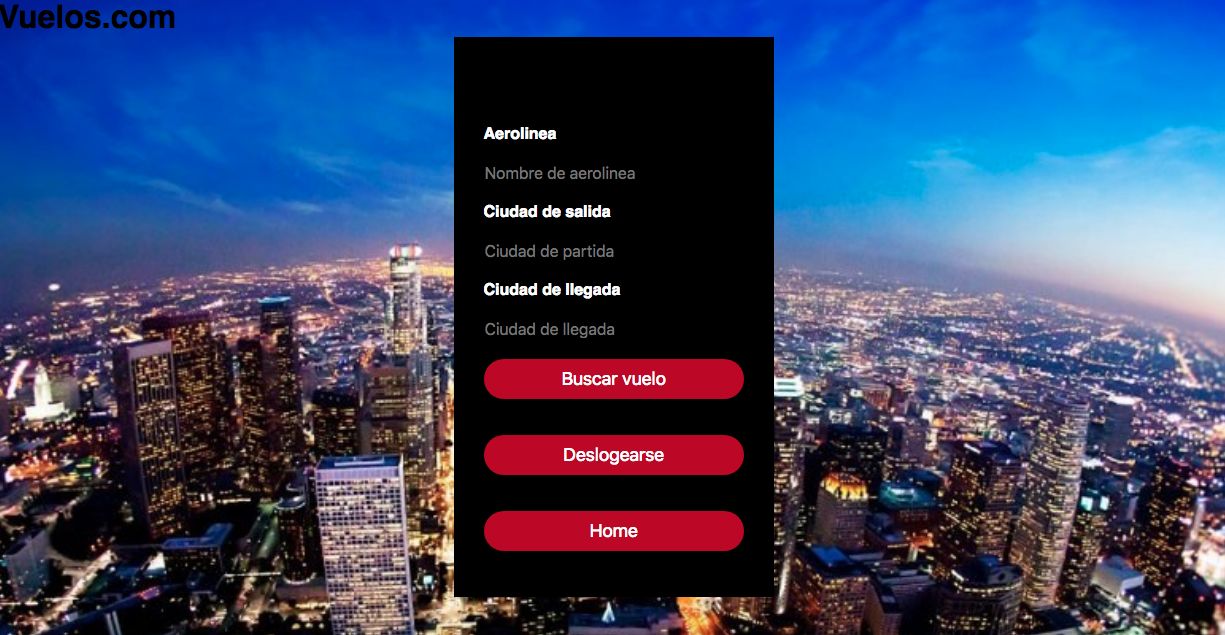 Vuelos.com
Aerolinea
Nombre de aerolinea
Ciudad de salida
Ciudad de partida
Ciudad de llegada
Ciudad de llegada
Buscar vuelo
Deslogearse
Home